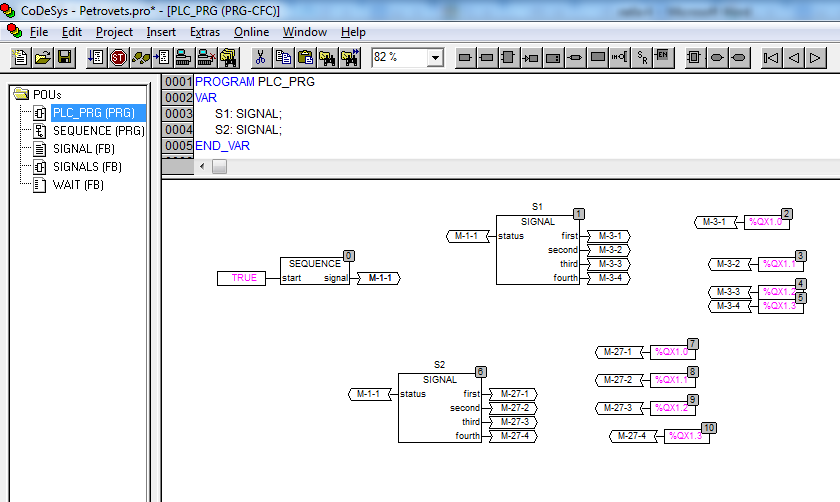 CoDeSys - Petrovets.pro* - [PLC_PRG (PRG-CFC)]
File Edit Project Insert Extras Online Window Help
82 %
POUs
PLC_PRG (PRG)
SEQUENCE (PRG)
SIGNAL (FB)
SIGNALS (FB)
WAIT (FB)
0001 PROGRAM PLC_PRG
0002 VAR
0003 S1: SIGNAL;
0004 S2: SIGNAL;
0005 END_VAR
S1
1
SIGNAL
M-1-1 status first M-3-1
second M-3-2
third M-3-3
fourth M-3-4
2
M-3-1 %QX1.0
3
M-3-2 %QX1.1
4
M-3-3 %QX1.2
5
M-3-4 %QX1.3
0
SEQUENCE
TRUE start signal M-1-1
S2
6
SIGNAL
M-1-1 status first M-27-1
second M-27-2
third M-27-3
fourth M-27-4
7
M-27-1 %QX1.0
8
M-27-2 %QX1.1
9
M-27-3 %QX1.2
10
M-27-4 %QX1.3